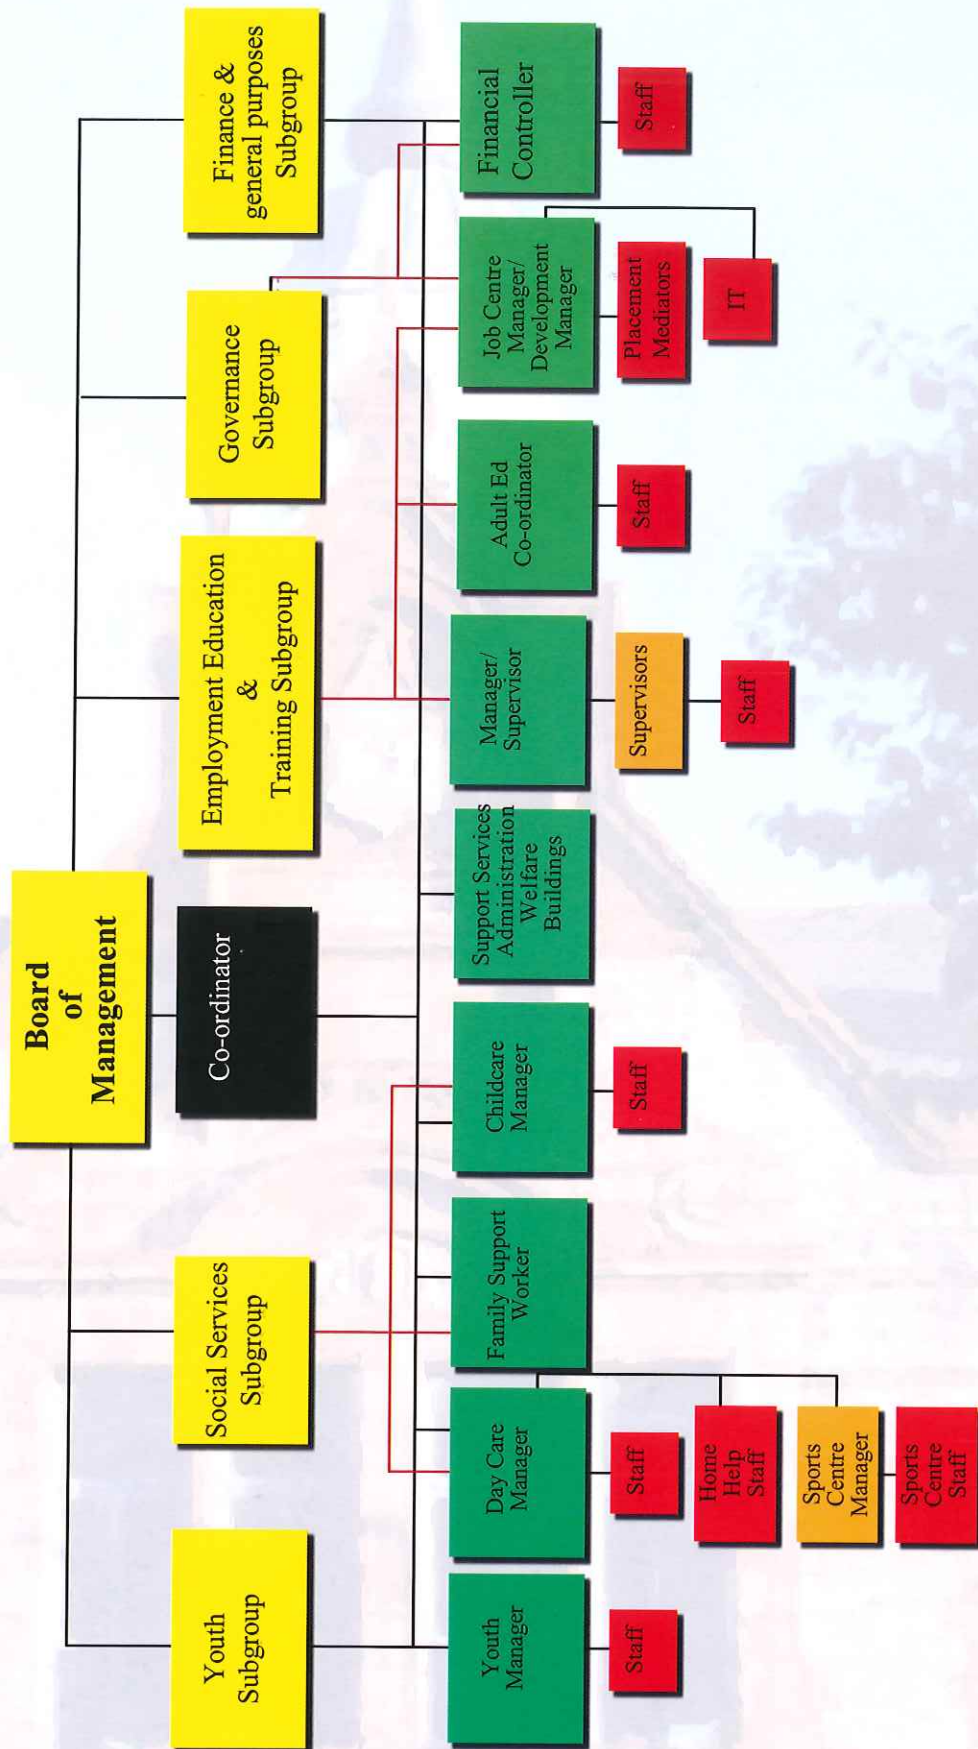 Board
of
Management
Youth
Subgroup
Social Services
Subgroup
Co-ordinator
Employment Education
&
Training Subgroup
Governance
Subgroup
Finance &
general purposes
Subgroup
Youth
Manager
Day Care
Manager
Family Support
Worker
Childcare
Manager
Support Services
Administration
Welfare
Buildings
Manager/
Supervisor
Adult Ed
Co-ordinator
Job Centre
Manager/
Development
Manager
Financial
Controller
Staff
Staff
Home
Help
Staff
Sports
Centre
Manager
Sports
Centre
Staff
Staff
Supervisors
Staff
Staff
Placement
Mediators
IT
Staff